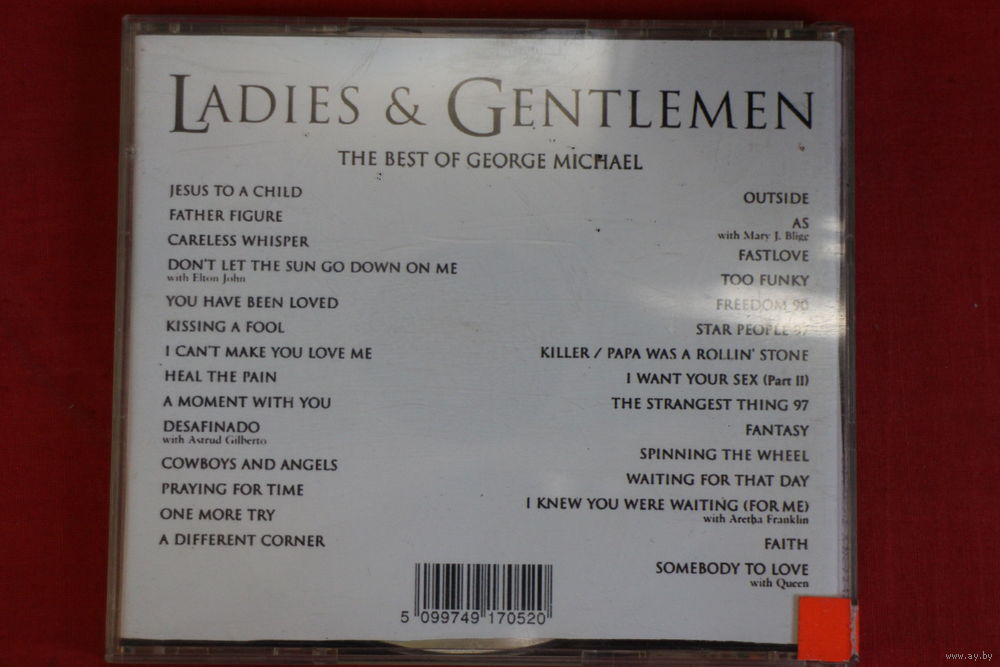 LADIES & GENTLEMEN
THE BEST OF GEORGE MICHAEL
JESUS TO A CHILD
FATHER FIGURE
CARELESS WHISPER
DON'T LET THE SUN GO DOWN ON ME
with Elton John
YOU HAVE BEEN LOVED
KISSING A FOOL
I CAN'T MAKE YOU LOVE ME
HEAL THE PAIN
A MOMENT WITH YOU
DESAFINADO
with Astrud Gilberto
COWBOYS AND ANGELS
PRAYING FOR TIME
ONE MORE TRY
A DIFFERENT CORNER
OUTSIDE
AS
with Mary J. Blige
FASTLOVE
TOO FUNKY
FREEDOM 90
STAR PEOPLE 97
KILLER / PAPA WAS A ROLLIN' STONE
I WANT YOUR SEX (Part II)
THE STRANGEST THING 97
FANTASY
SPINNING THE WHEEL
WAITING FOR THAT DAY
I KNEW YOU WERE WAITING (FOR ME)
with Aretha Franklin
FAITH
SOMEBODY TO LOVE
with Queen
5 099749 170520
www.ay.by